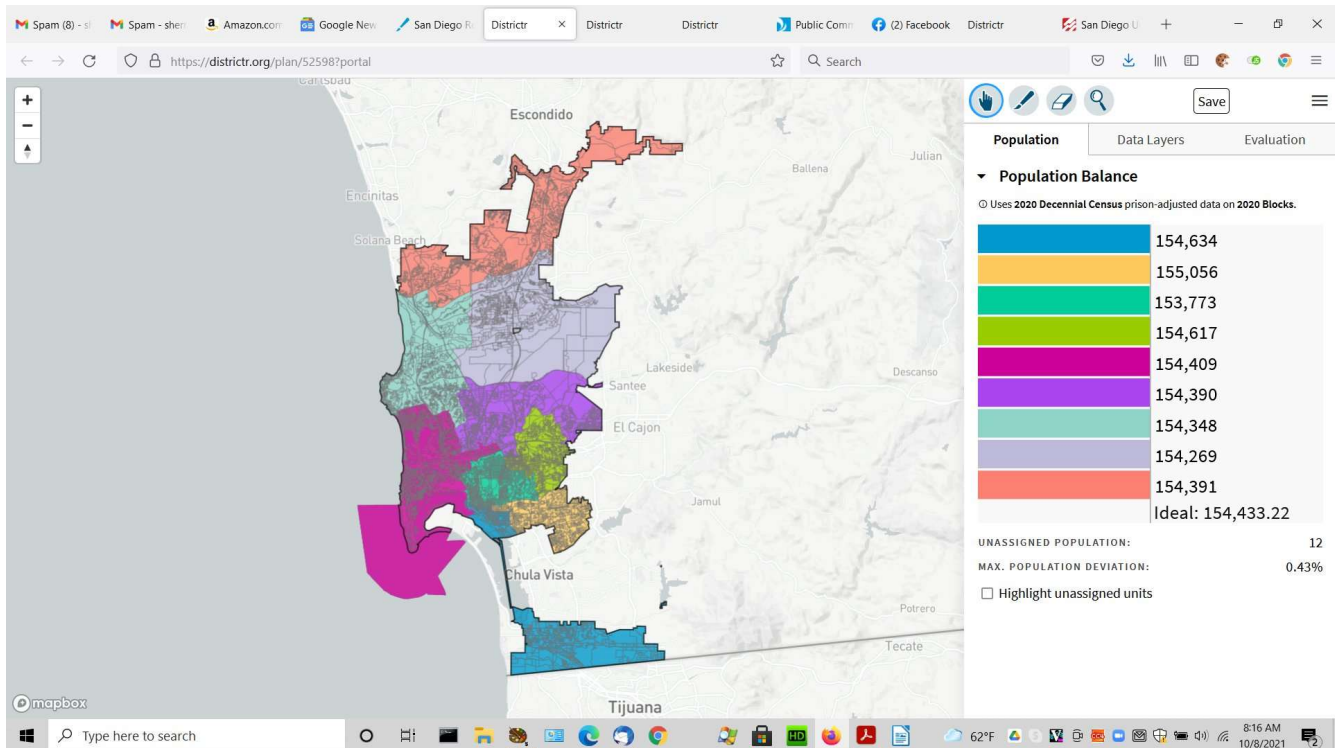 Spam (8) - sh
Spam - sher
Amazon.com
Google New
San Diego R
Districtr
Districtr
Districtr
Public Comm
(2) Facebook
Districtr
San Diego U
https://districtr.org/plan/52598?portal
Search
Carlsbad
Escondido
Julian
Ballena
Encinitas
Solana Beach
Lakeside
Santee
Descanso
El Cajon
Jamul
Chula Vista
Potrero
Tecate
Tijuana
mapbox
Save
Population
Data Layers
Evaluation
Population Balance
Uses 2020 Decennial Census prison-adjusted data on 2020 Blocks.
154,634
155,056
153,773
154,617
154,409
154,390
154,348
154,269
154,391
Ideal: 154,433.22
UNASSIGNED POPULATION: 12
MAX. POPULATION DEVIATION: 0.43%
Highlight unassigned units
Type here to search
HD
62°F
8:16 AM
10/8/2021
2